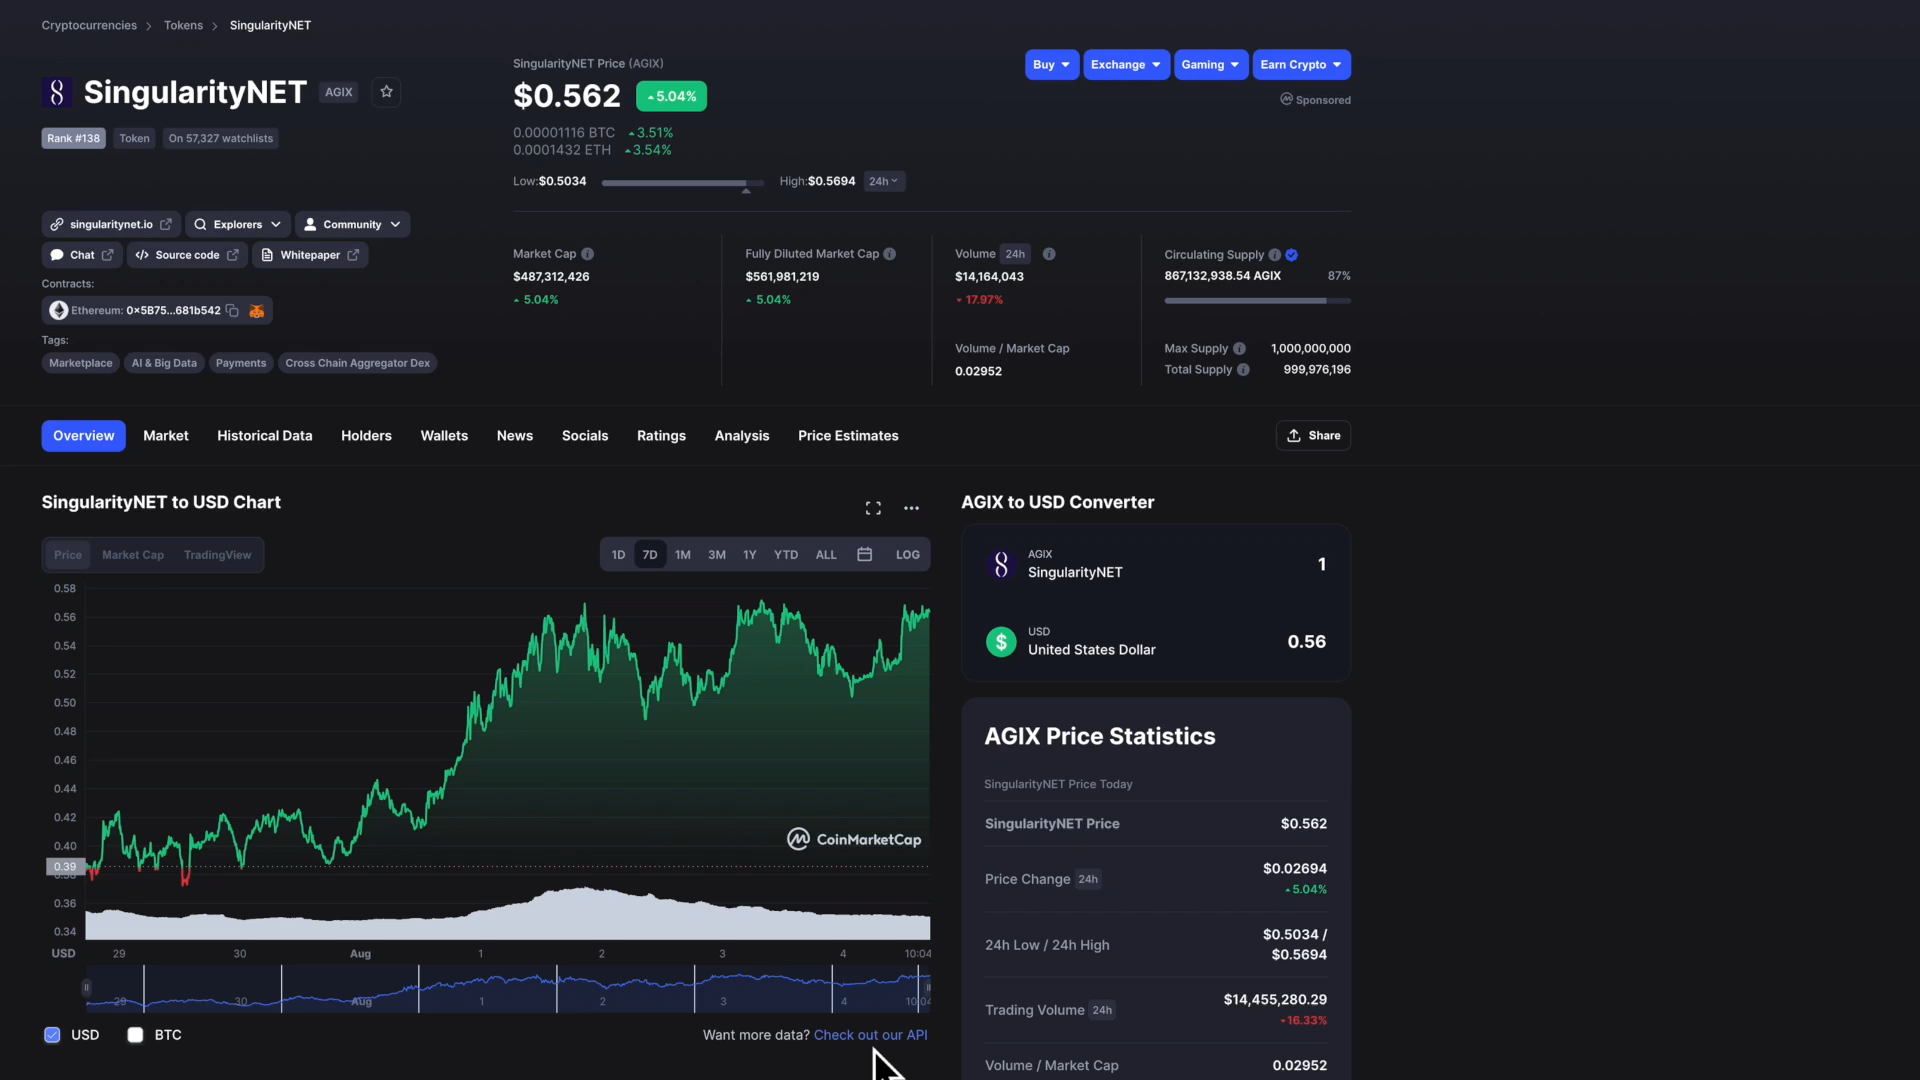 Cryptocurrencies > Tokens > SingularityNET
SingularityNET AGIX
Rank #138 Token On 57,327 watchlists
singularitynet.io Explorers Community
Chat Source code Whitepaper
Contracts:
Ethereum: 0x5B75...681b542
Tags:
Marketplace AI & Big Data Payments Cross Chain Aggregator Dex
SingularityNET Price (AGIX)
$0.562 5.04%
0.00001116 BTC 3.51%
0.0001432 ETH 3.54%
Low:$0.5034 High:$0.5694 24h
Buy Exchange Gaming Earn Crypto
Sponsored
Market Cap
$487,312,426
5.04%
Fully Diluted Market Cap
$561,981,219
5.04%
Volume 24h
$14,164,043
17.97%
Volume / Market Cap
0.02952
Circulating Supply
867,132,938.54 AGIX 87%
Max Supply 1,000,000,000
Total Supply 999,976,196
Overview Market Historical Data Holders Wallets News Socials Ratings Analysis Price Estimates Share
SingularityNET to USD Chart
Price Market Cap TradingView
1D 7D 1M 3M 1Y YTD ALL LOG
0.58
0.56
0.54
0.52
0.50
0.48
0.46
0.44
0.42
0.40
0.39
0.36
0.34
CoinMarketCap
USD 29 30 Aug 1 2 3 4 10:04
29 30 Aug 1 2 3 4 10:04
USD BTC
Want more data? Check out our API
AGIX to USD Converter
AGIX
SingularityNET 1
USD
United States Dollar 0.56
AGIX Price Statistics
SingularityNET Price Today
SingularityNET Price $0.562
Price Change 24h $0.02694
5.04%
24h Low / 24h High $0.5034 /
$0.5694
Trading Volume 24h $14,455,280.29
16.33%
Volume / Market Cap 0.02952